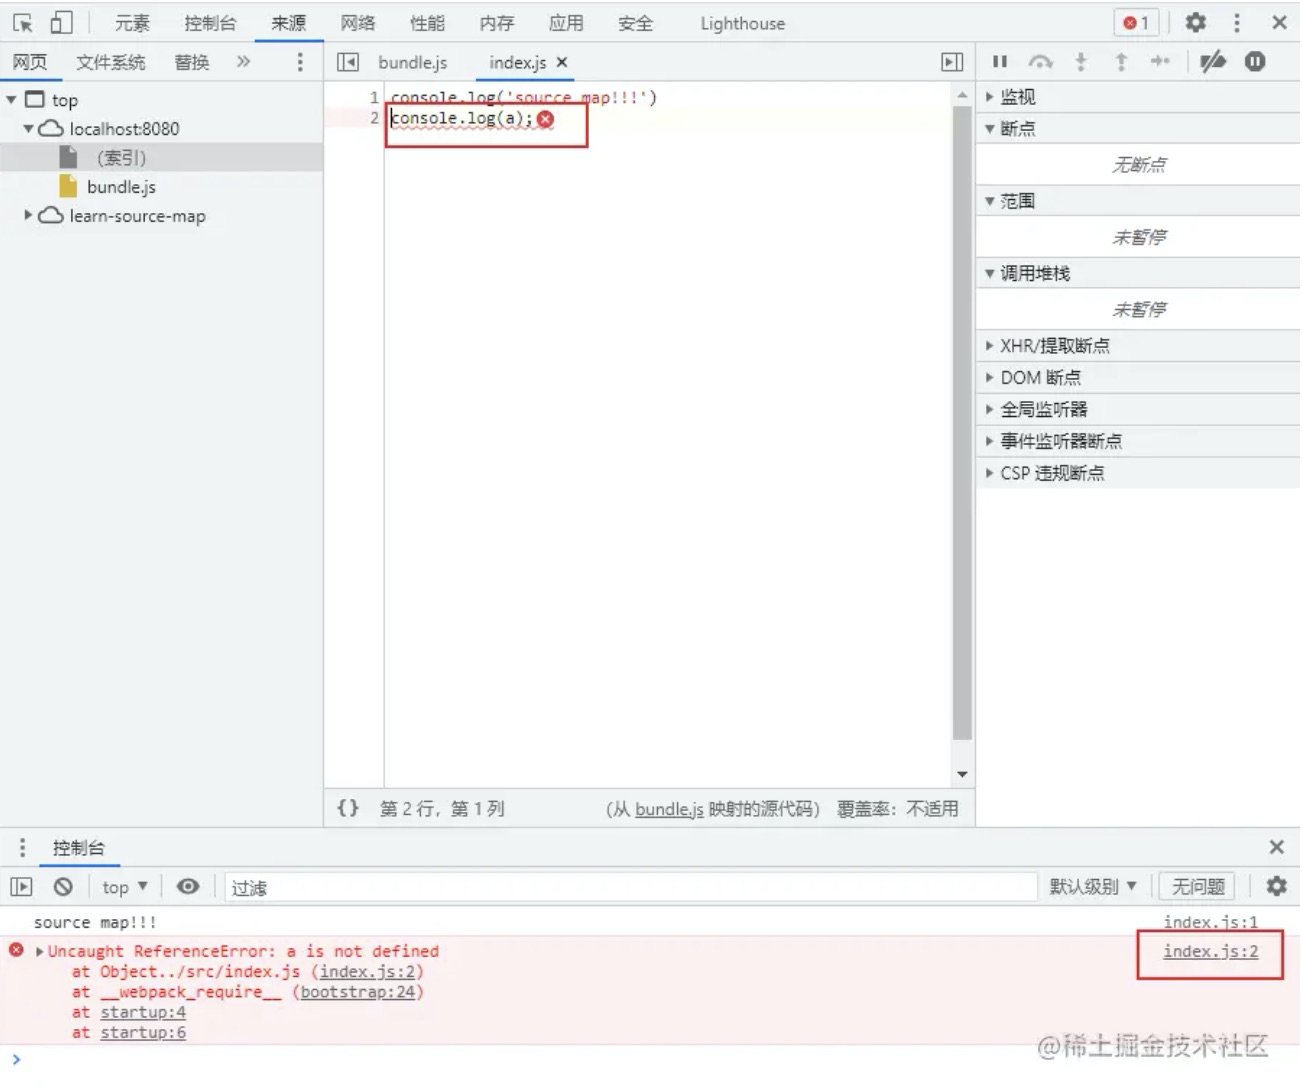 元素 控制台 来源 网络 性能 内存 应用 安全 Lighthouse 1
网页 文件系统 替换 »
bundle.js index.js ×
top
localhost:8080
(索引)
bundle.js
learn-source-map
1 console.log('source map!!!')
2 console.log(a);
监视
断点
无断点
范围
未暂停
调用堆栈
未暂停
XHR/提取断点
DOM 断点
全局监听器
事件监听器断点
CSP 违规断点
{} 第 2 行，第 1 列 (从 bundle.js 映射的源代码) 覆盖率：不适用
控制台
top 过滤 默认级别 无问题
source map!!! index.js:1
Uncaught ReferenceError: a is not defined index.js:2
at Object../src/index.js (index.js:2)
at __webpack_require__ (bootstrap:24)
at startup:4
at startup:6
@稀土掘金技术社区